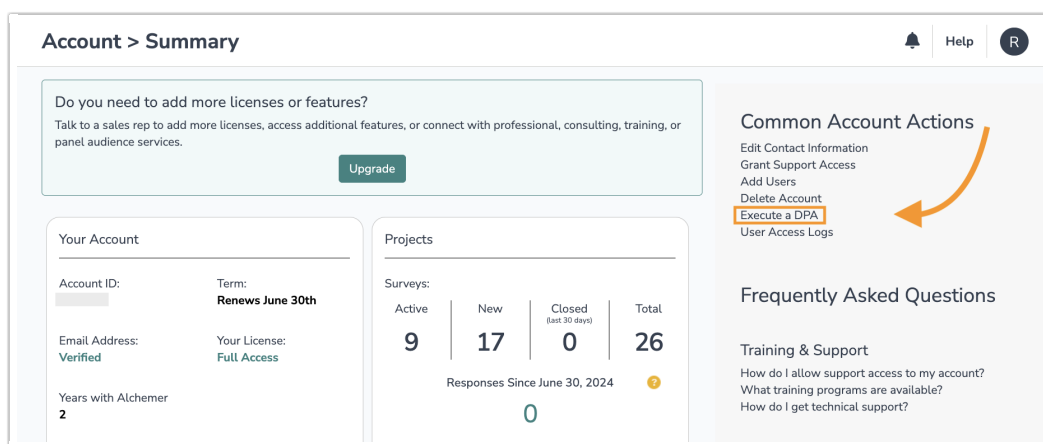 Account > Summary
Help
R
Do you need to add more licenses or features?
Talk to a sales rep to add more licenses, access additional features, or connect with professional, consulting, training, or
panel audience services.
Upgrade
Your Account
Account ID:
Term:
Renews June 30th
Email Address:
Verified
Your License:
Full Access
Years with Alchemer
2
Projects
Surveys:
Active
New
Closed
(last 30 days)
Total
9
17
0
26
Responses Since June 30, 2024
?
0
Common Account Actions
Edit Contact Information
Grant Support Access
Add Users
Delete Account
Execute a DPA
User Access Logs
Frequently Asked Questions
Training & Support
How do I allow support access to my account?
What training programs are available?
How do I get technical support?